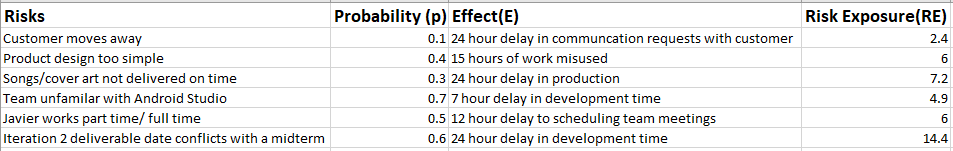 Risks Probability (p) Effect(E) Risk Exposure(RE)
Customer moves away 0.1 24 hour delay in communcation requests with customer 2.4
Product design too simple 0.4 15 hours of work misused 6
Songs/cover art not delivered on time 0.3 24 hour delay in production 7.2
Team unfamilar with Android Studio 0.7 7 hour delay in development time 4.9
Javier works part time/ full time 0.5 12 hour delay to scheduling team meetings 6
Iteration 2 deliverable date conflicts with a midterm 0.6 24 hour delay in development time 14.4